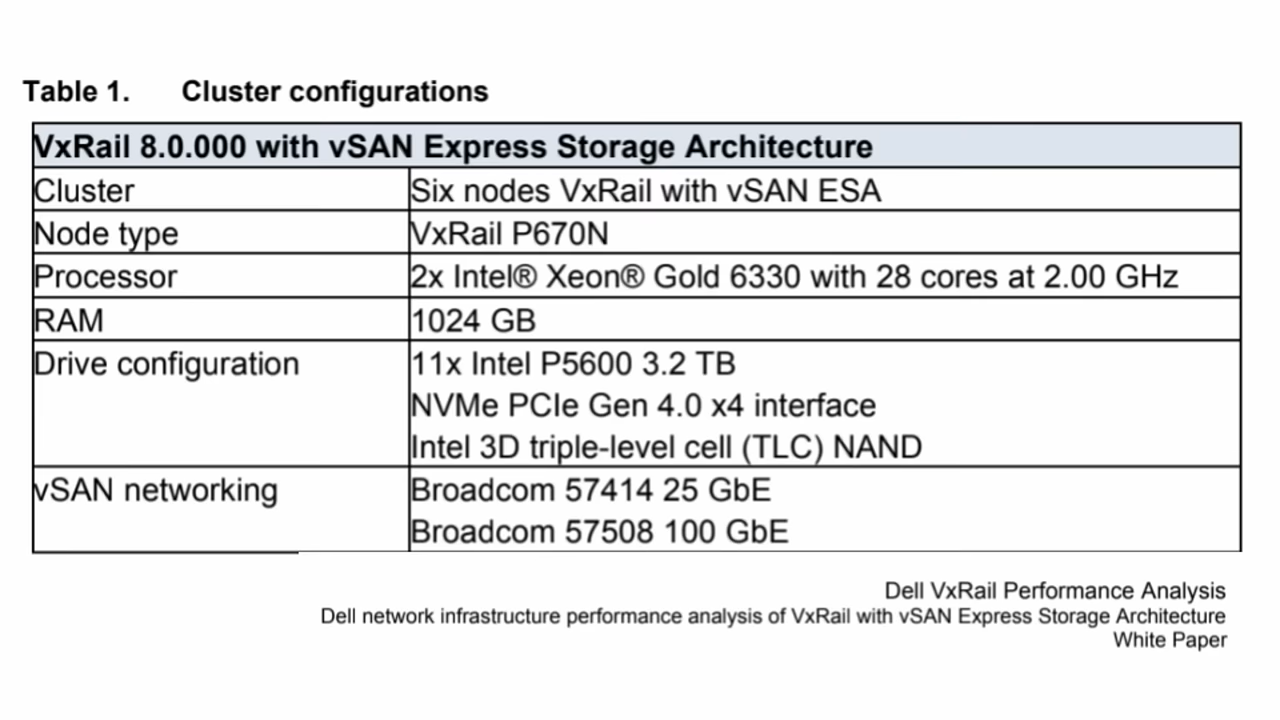 Table 1. Cluster configurations
VxRail 8.0.000 with vSAN Express Storage Architecture
Cluster Six nodes VxRail with vSAN ESA
Node type VxRail P670N
Processor 2x Intel® Xeon® Gold 6330 with 28 cores at 2.00 GHz
RAM 1024 GB
Drive configuration 11x Intel P5600 3.2 TB
NVMe PCIe Gen 4.0 x4 interface
Intel 3D triple-level cell (TLC) NAND
vSAN networking Broadcom 57414 25 GbE
Broadcom 57508 100 GbE
Dell VxRail Performance Analysis
Dell network infrastructure performance analysis of VxRail with vSAN Express Storage Architecture
White Paper